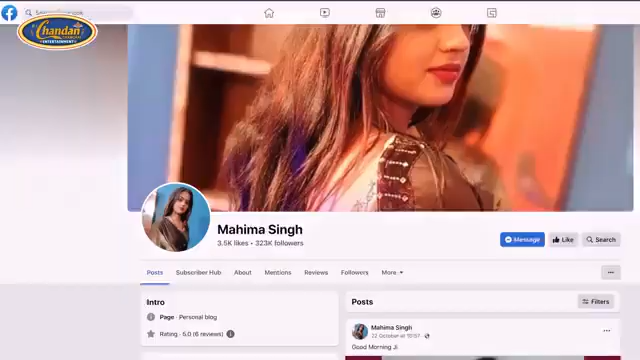 Chandan
ENTERTAINMENT
Mahima Singh
3.5K likes • 323K followers
Message
Like
Search
Posts
Subscriber Hub
About
Mentions
Reviews
Followers
More
Intro
Page · Personal blog
Rating · 5.0 (6 reviews)
Posts
Filters
Mahima Singh
22 October at 10:57
Good Morning Ji